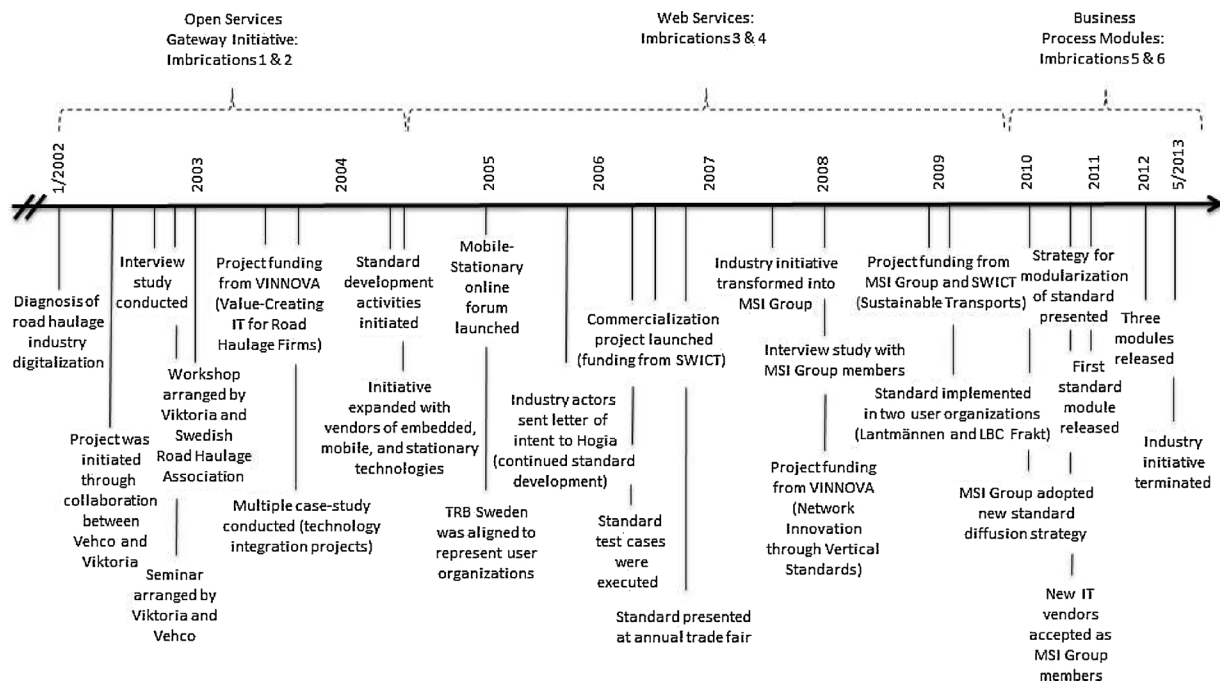 Open Services
Gateway Initiative:
Imbrications 1 & 2
Web Services:
Imbrications 3 & 4
Business
Process Modules:
Imbrications 5 & 6
1/2002
2003
2004
2005
2006
2007
2008
2009
2010
2011
2012
5/2013
Diagnosis of
road haulage
industry
digitalization
Project was
initiated
through
collaboration
between
Vehco and
Viktoria
Interview
study
conducted
Workshop
arranged by
Viktoria and
Swedish
Road Haulage
Association
Seminar
arranged by
Viktoria and
Vehco
Project funding
from VINNOVA
(Value-Creating
IT for Road
Haulage Firms)
Multiple case-study
conducted (technology
integration projects)
Standard
development
activities
initiated
Initiative
expanded with
vendors of embedded,
mobile, and stationary
technologies
Mobile-
Stationary
online
forum
launched
TRB Sweden
was aligned to
represent user
organizations
Industry actors
sent letter of
intent to Hogia
(continued standard
development)
Commercialization
project launched
(funding from SWICT)
Standard
test cases
were
executed
Standard presented
at annual trade fair
Industry initiative
transformed into
MSI Group
Interview study with
MSI Group members
Project funding
from VINNOVA
(Network
Innovation
through Vertical
Standards)
Project funding from
MSI Group and SWICT
(Sustainable Transports)
Standard implemented
in two user organizations
(Lantmännen and LBC Frakt)
MSI Group adopted
new standard
diffusion strategy
Strategy for
modularization
of standard
presented
First
standard
module
released
New IT
vendors
accepted as
MSI Group
members
Three
modules
released
Industry
initiative
terminated